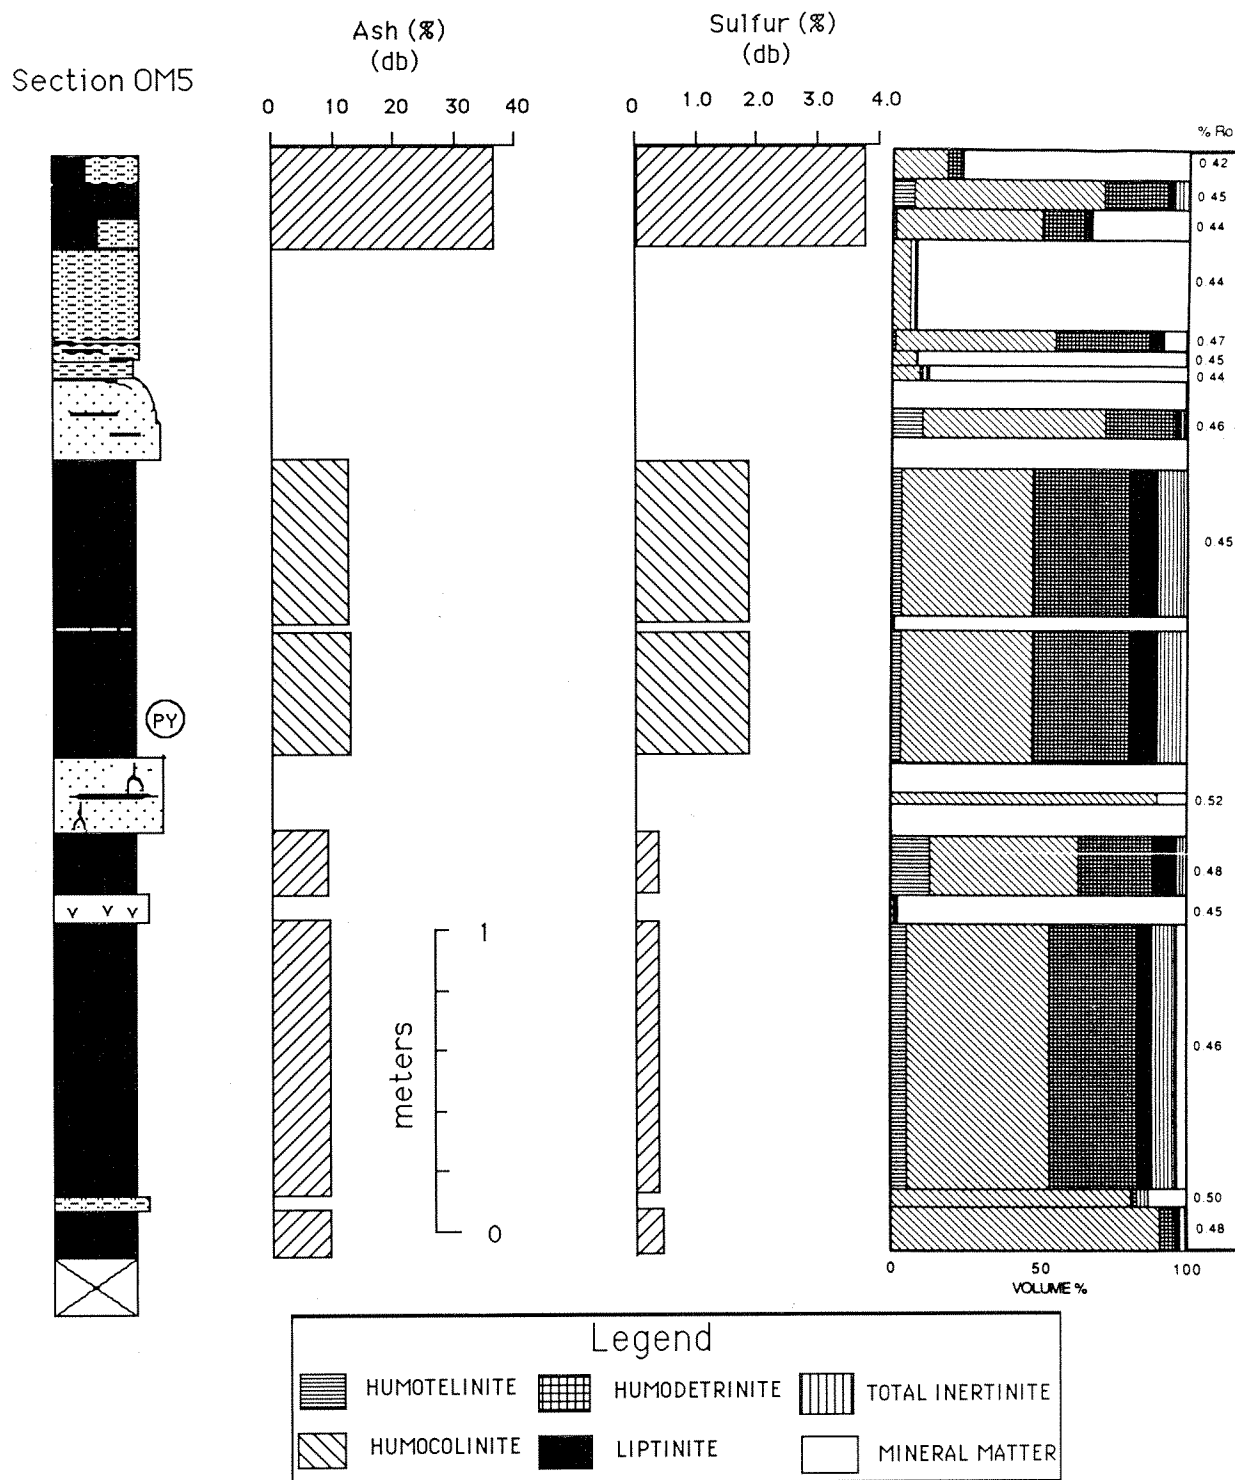 Ash (%)
(db)
Sulfur (%)
(db)
Section OM5
0 10 20 30 40
0 1.0 2.0 3.0 4.0
% Ro
0.42
0.45
0.44
0.44
0.47
0.45
0.44
0.46
0.45
PY
0.52
0.48
0.45
1
meters
0
0.46
0.50
0.48
0 50 100
VOLUME %
Legend
HUMOTELINITE HUMODETRINITE TOTAL INERTINITE
HUMOCOLINITE LIPTINITE MINERAL MATTER